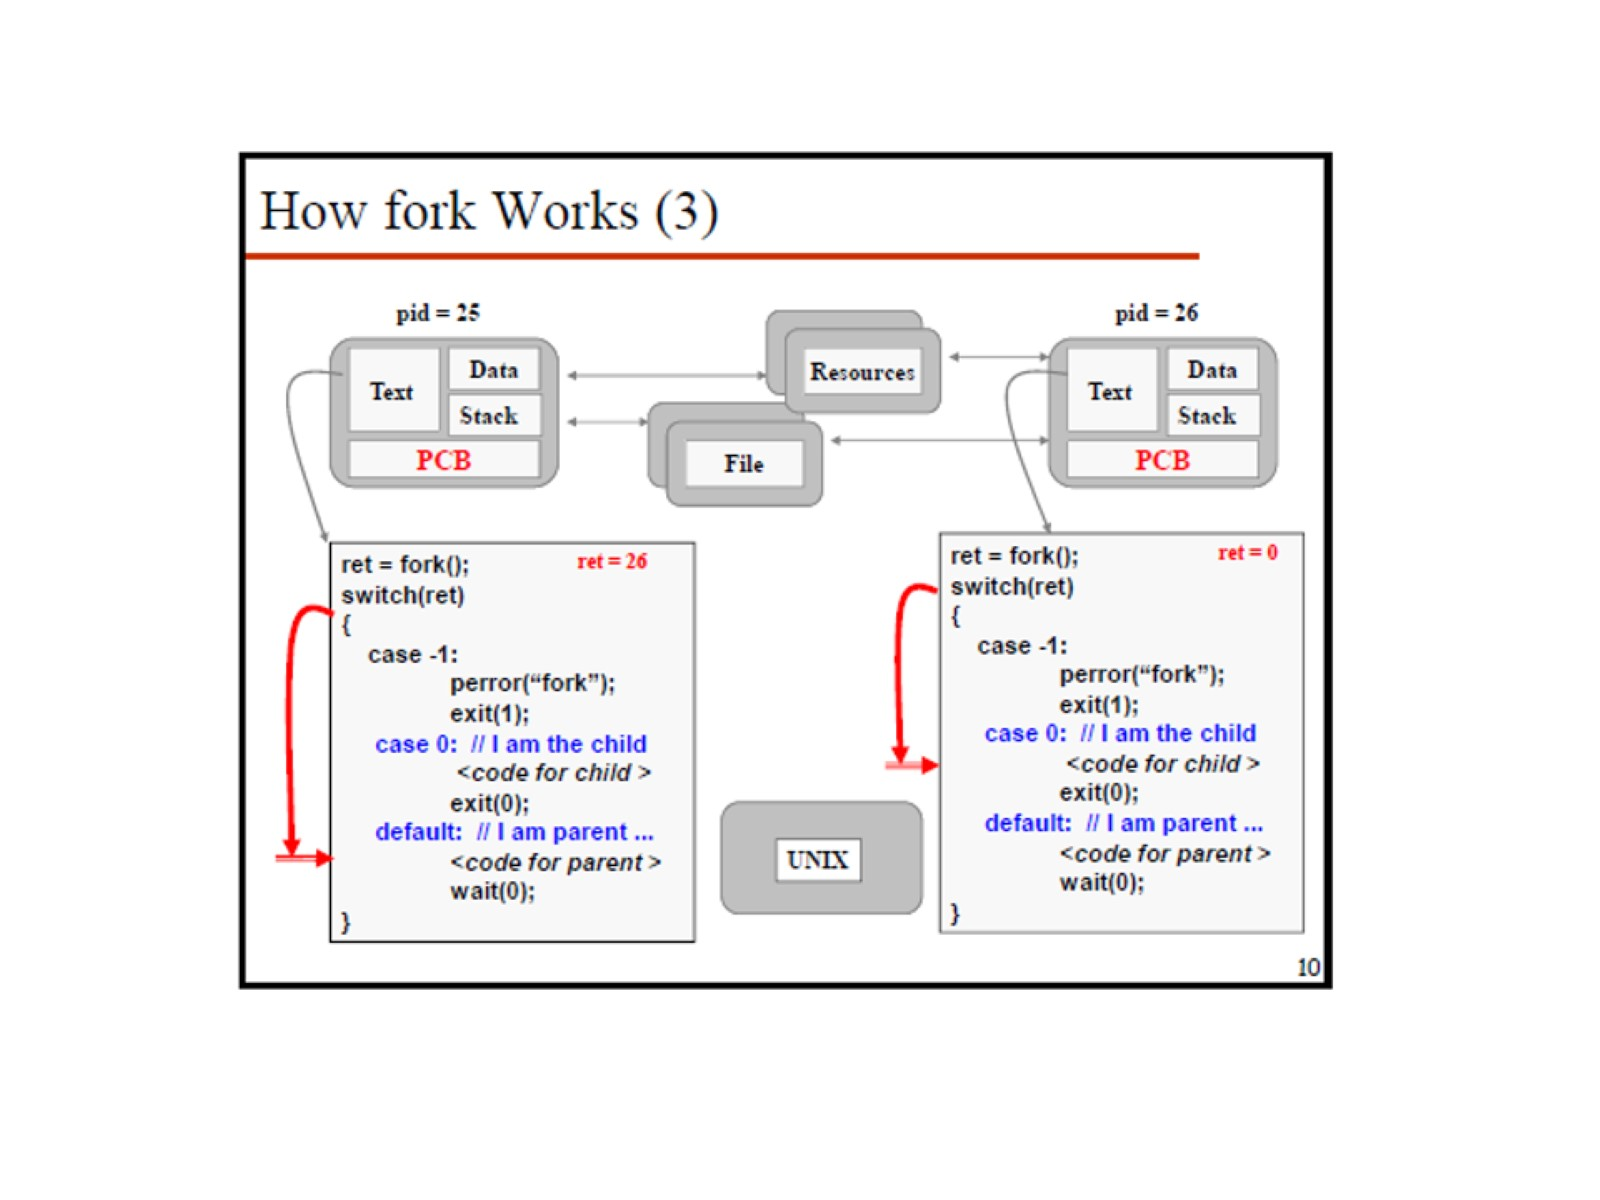 How fork Works (3)
pid = 25
Text
Data
Stack
PCB
Resources
File
pid = 26
Text
Data
Stack
PCB
ret = fork(); ret = 26
switch(ret)
{
case -1:
perror(“fork”);
exit(1);
case 0: // I am the child
<code for child >
exit(0);
default: // I am parent ...
<code for parent >
wait(0);
}
UNIX
ret = fork(); ret = 0
switch(ret)
{
case -1:
perror(“fork”);
exit(1);
case 0: // I am the child
<code for child >
exit(0);
default: // I am parent ...
<code for parent >
wait(0);
}
10